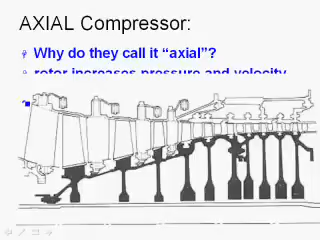 AXIAL Compressor:
Why do they call it “axial”?
rotor increases pressure and velocity